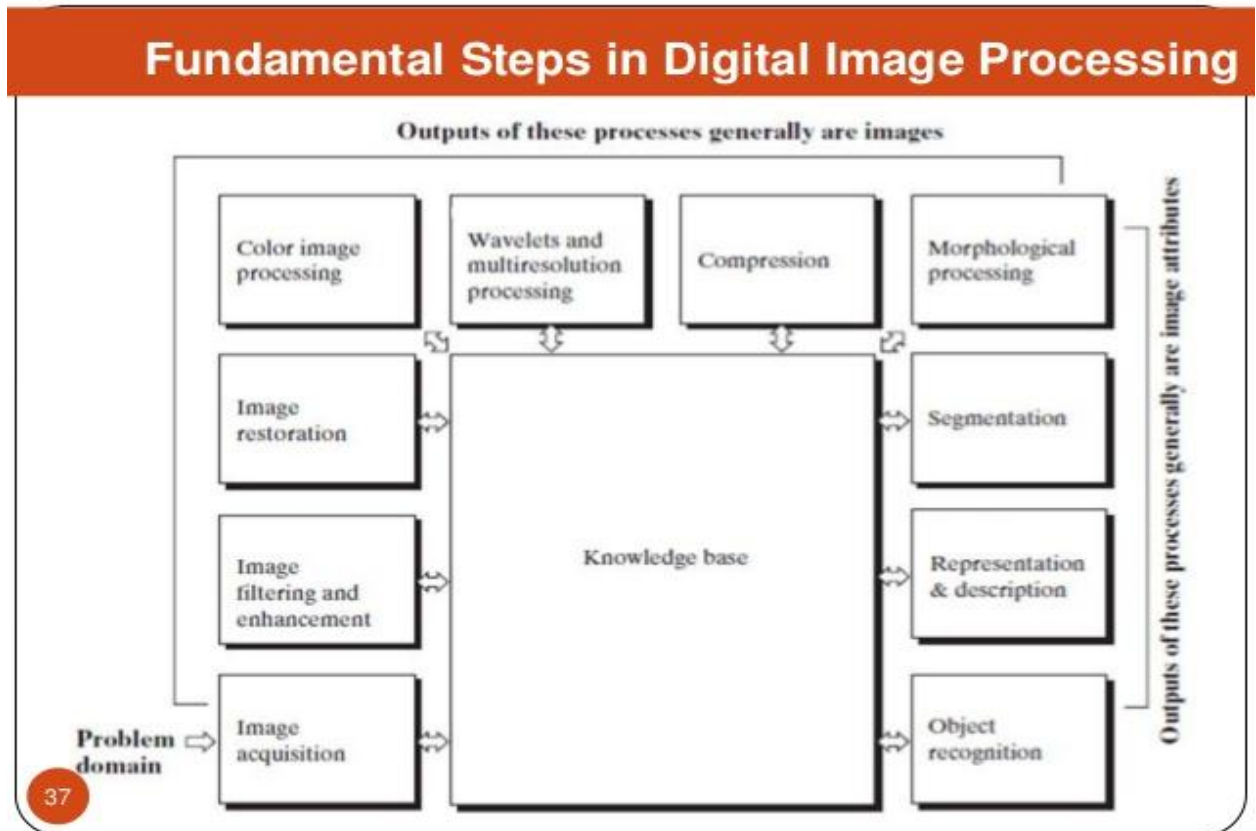 Fundamental Steps in Digital Image Processing
Outputs of these processes generally are images
Color image
processing
Wavelets and
multiresolution
processing
Compression
Morphological
processing
Image
restoration
Segmentation
Image
filtering and
enhancement
Knowledge base
Representation
& description
Problem
domain
Image
acquisition
Object
recognition
Outputs of these processes generally are image attributes
37